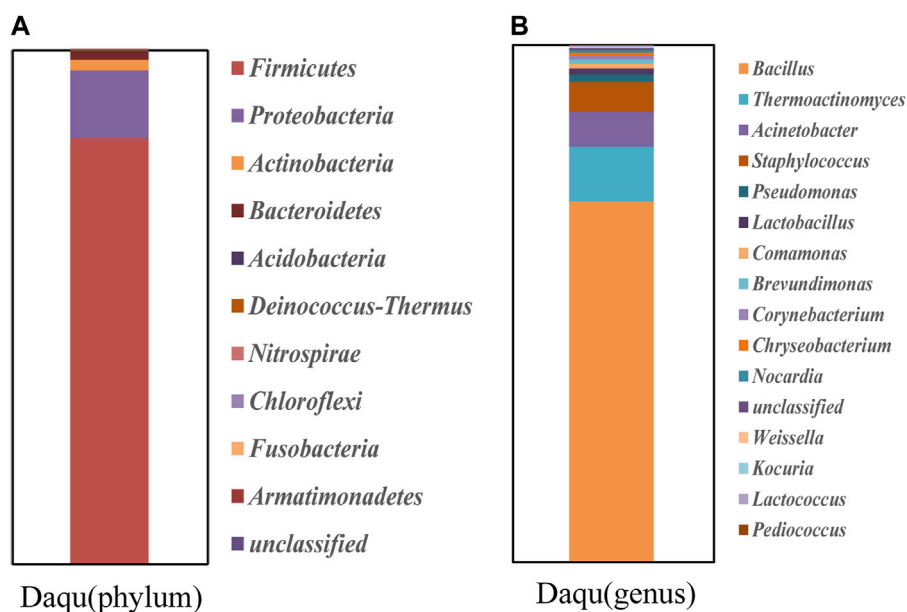 A
Firmicutes
Proteobacteria
Actinobacteria
Bacteroidetes
Acidobacteria
Deinococcus-Thermus
Nitrospirae
Chloroflexi
Fusobacteria
Armatimonadetes
unclassified
Daqu(phylum)
B
Bacillus
Thermoactinomyces
Acinetobacter
Staphylococcus
Pseudomonas
Lactobacillus
Comamonas
Brevundimonas
Corynebacterium
Chryseobacterium
Nocardia
unclassified
Weissella
Kocuria
Lactococcus
Pediococcus
Daqu(genus)